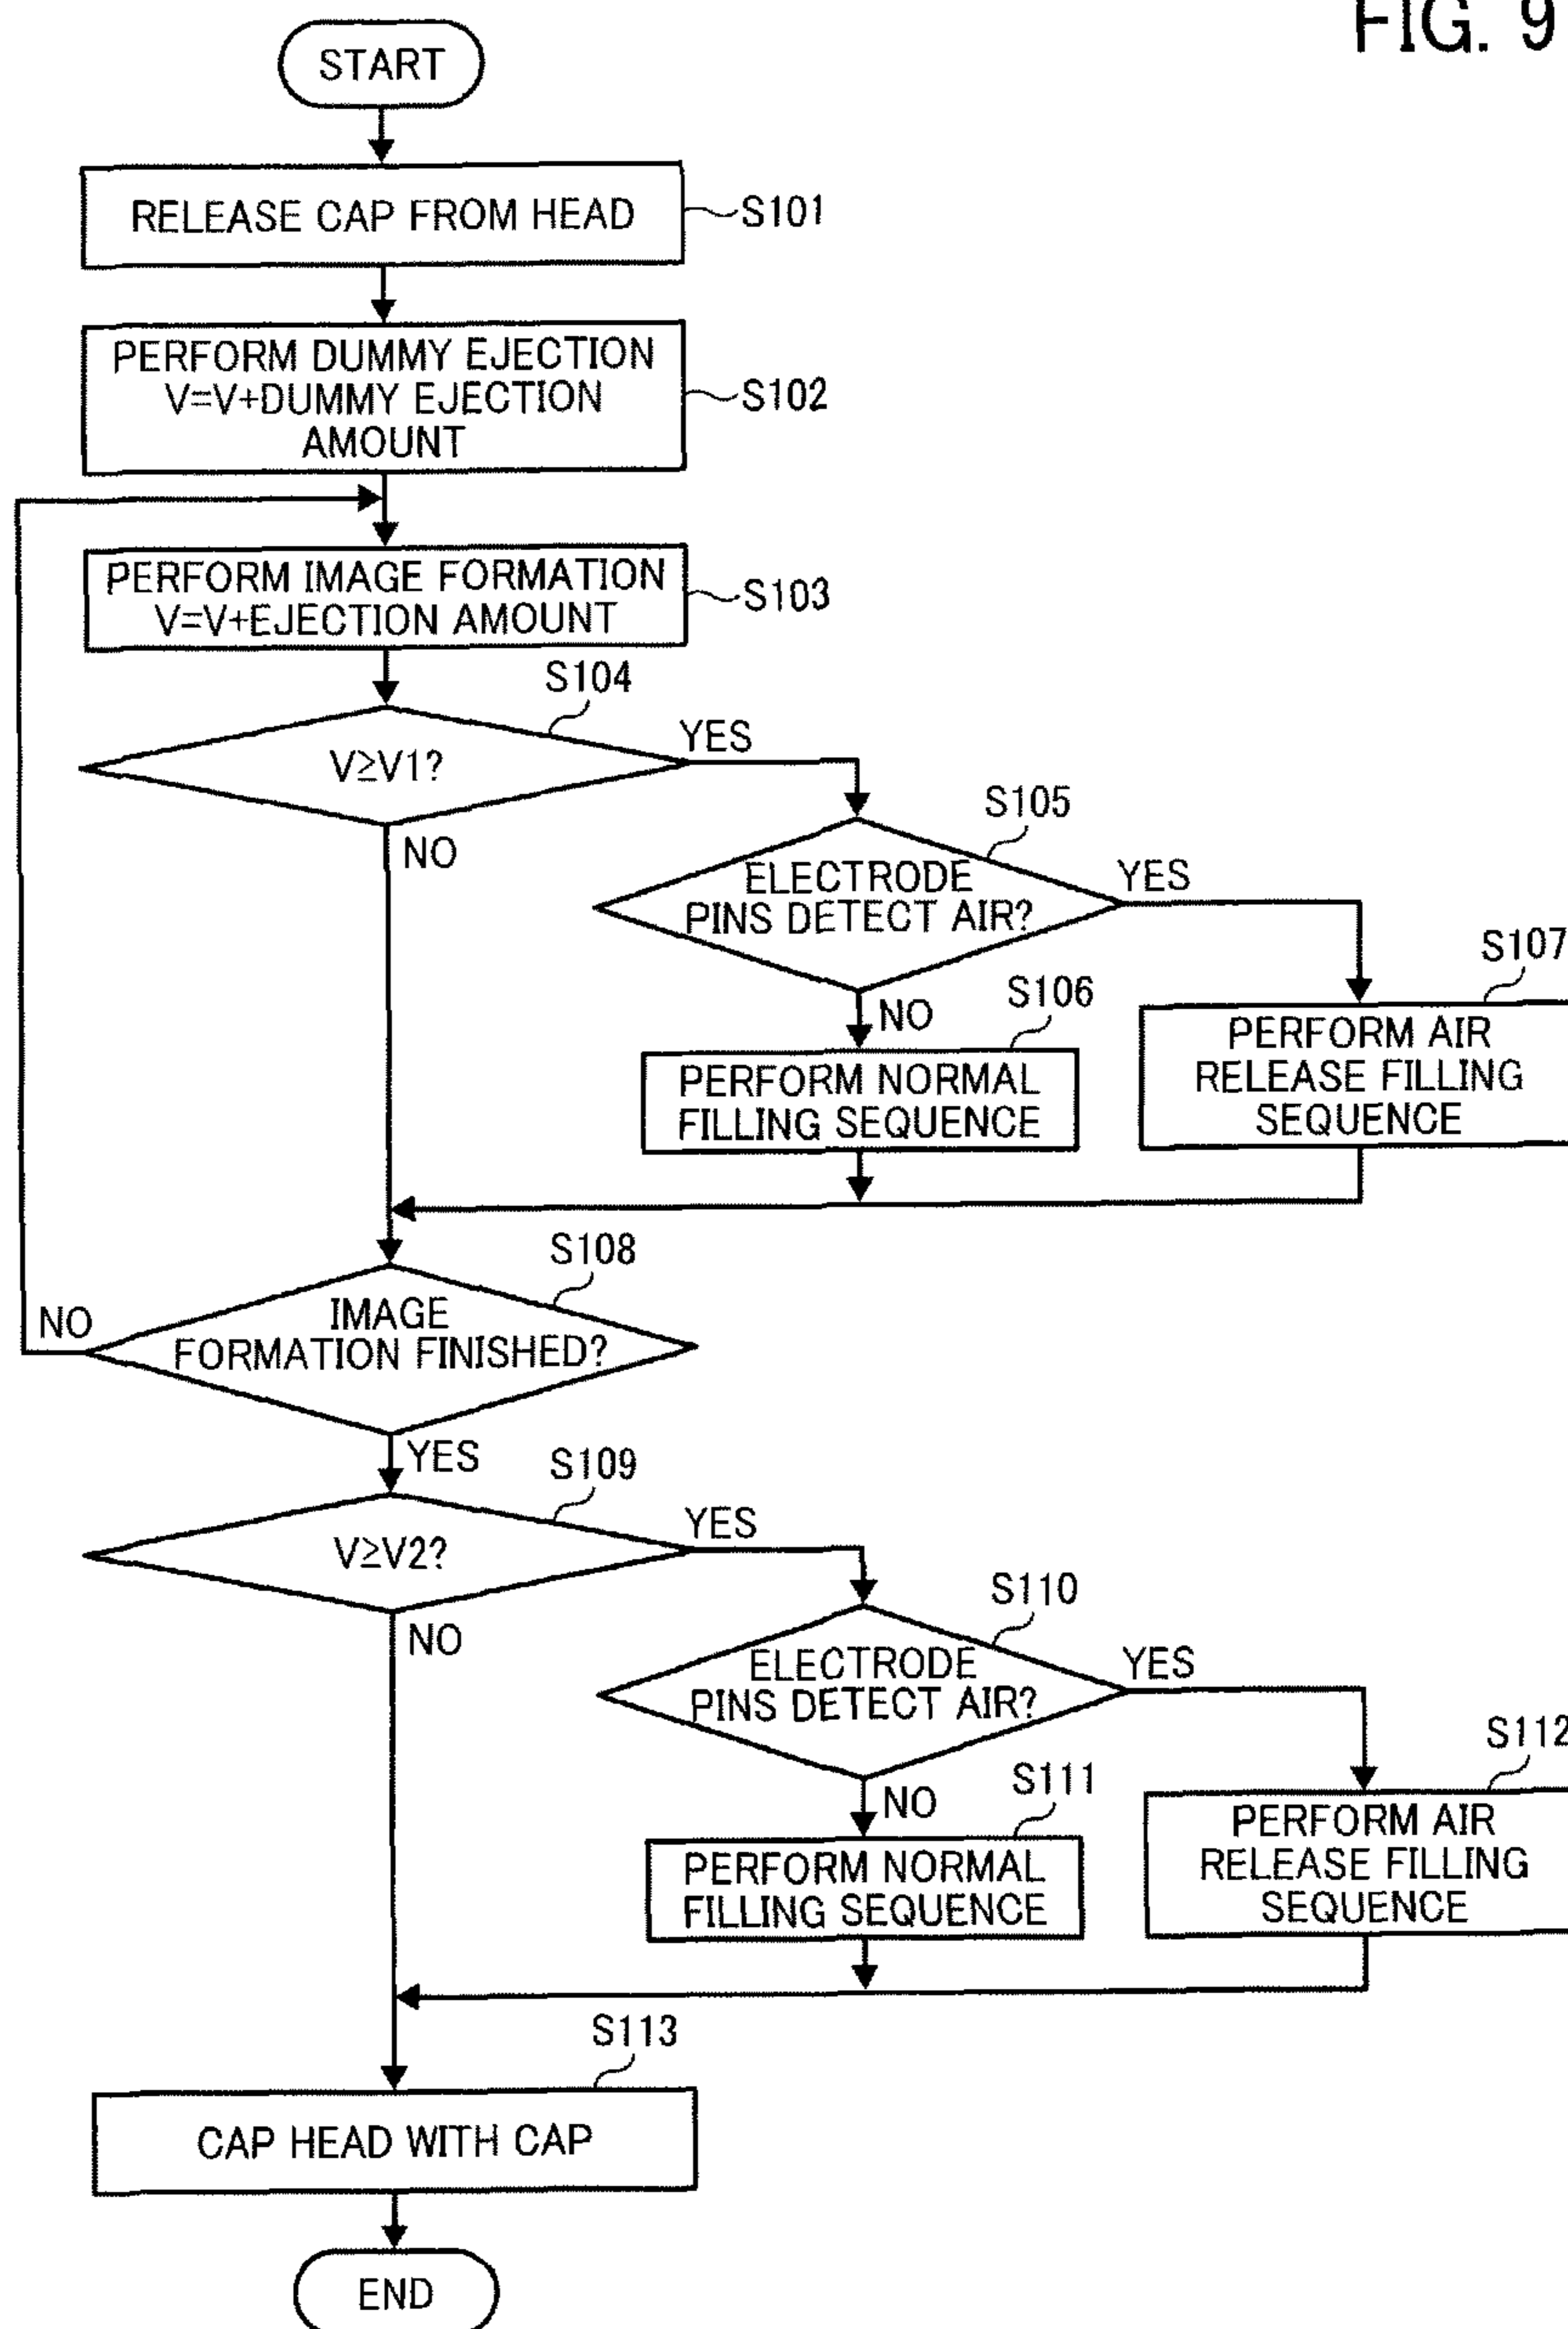 FIG. 9
START
RELEASE CAP FROM HEAD
S101
PERFORM DUMMY EJECTION
V=V+DUMMY EJECTION
AMOUNT
S102
PERFORM IMAGE FORMATION
V=V+EJECTION AMOUNT
S103
S104
V≥V1?
YES
NO
S105
ELECTRODE
PINS DETECT AIR?
YES
NO
S106
PERFORM NORMAL
FILLING SEQUENCE
S107
PERFORM AIR
RELEASE FILLING
SEQUENCE
S108
IMAGE
FORMATION FINISHED?
NO
YES
S109
V≥V2?
YES
NO
S110
ELECTRODE
PINS DETECT AIR?
YES
NO
S111
PERFORM NORMAL
FILLING SEQUENCE
S112
PERFORM AIR
RELEASE FILLING
SEQUENCE
S113
CAP HEAD WITH CAP
END